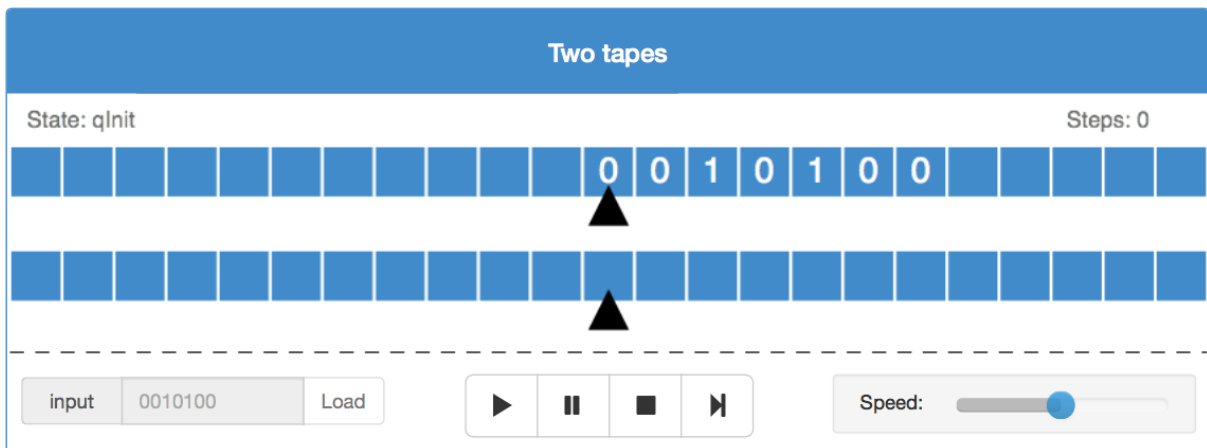 Two tapes
State: qInit Steps: 0
0 0 1 0 1 0 0
input 0010100 Load Speed: